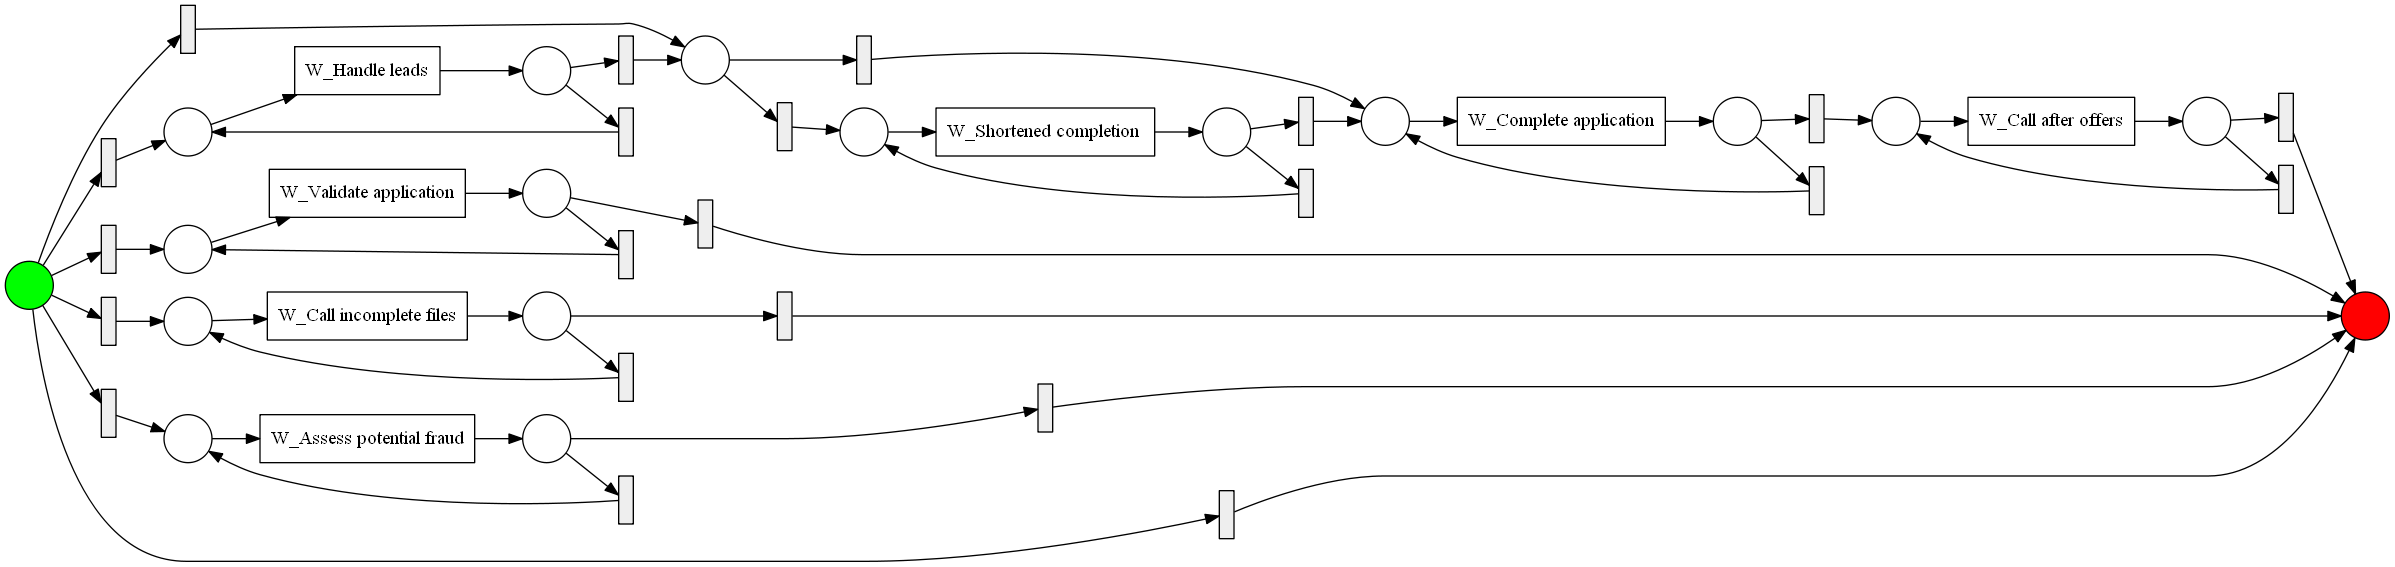 W_Handle leads
W_Shortened completion
W_Complete application
W_Call after offers
W_Validate application
W_Call incomplete files
W_Assess potential fraud